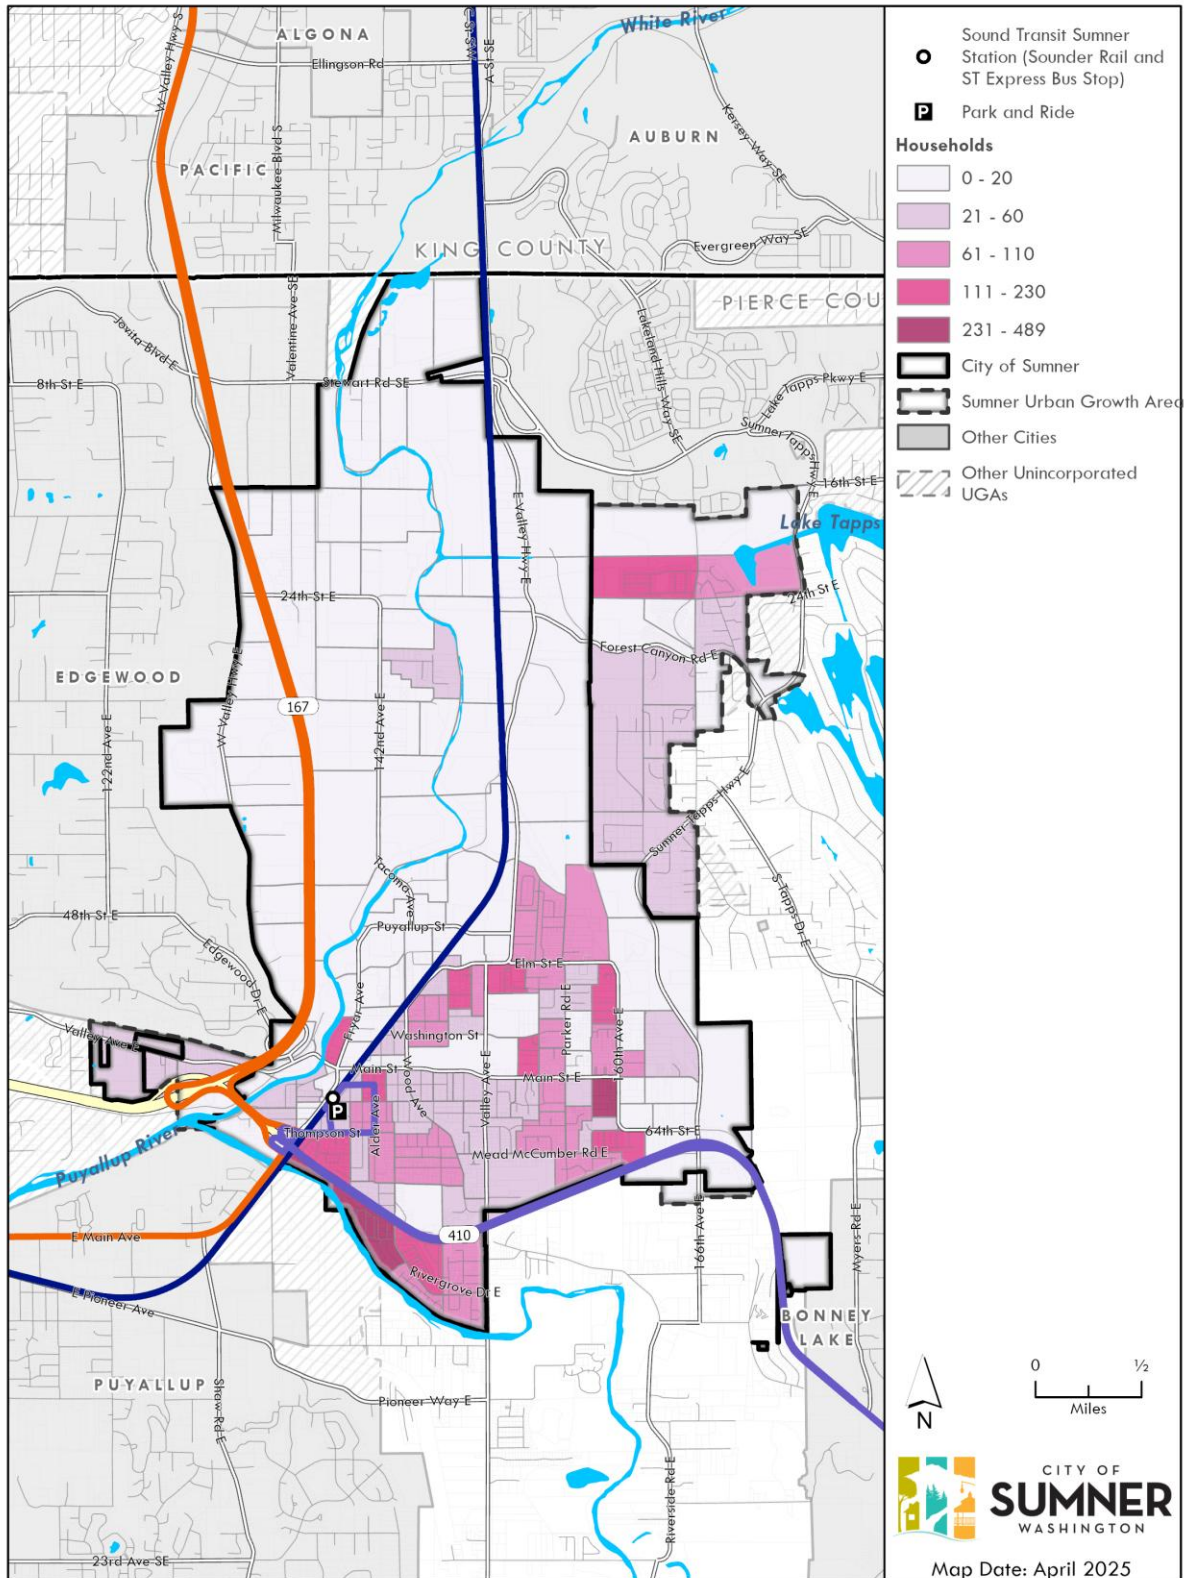 White River
ALGONA
W Valley Hwy S
C St SW
A St SE
Ellingson Rd
Milwaukee Blvd S
Kersey Way SE
AUBURN
PACIFIC
Evergreen Way SE
KING COUNTY
PIERCE COU
Valentine Ave SE
Jovita Blvd E
Lakeland Hills Way SE
8th St E
Stewart Rd SE
Lake Tapps Pkwy E
Sumner Tapps Hwy E
16th St E
E Valley Hwy E
Lake Tapps
24th St E
24th St E
Forest Canyon Rd E
EDGEWOOD
W Valley Hwy E
167
122nd Ave E
142nd Ave E
Sumner Tapps Hwy E
Tacoma Ave
S Tapps Dr E
48th St E
Puyallup St
Edgewood Dr E
Elm St E
Fryar Ave
Valley Ave E
Washington St
Parker Rd E
160th Ave E
Main St
Wood Ave
Valley Ave E
Main St E
P
Alder Ave
Thompson St
64th St E
Mead McCumber Rd E
Puyallup River
166th Ave E
Myers Rd E
E Main Ave
410
Rivergrove Dr E
E Pioneer Ave
BONNEY
LAKE
PUYALLUP
Shaw Rd E
Pioneer Way E
Riverside Rd E
23rd Ave SE
Sound Transit Sumner
Station (Sounder Rail and
ST Express Bus Stop)
P Park and Ride
Households
0 - 20
21 - 60
61 - 110
111 - 230
231 - 489
City of Sumner
Sumner Urban Growth Area
Other Cities
Other Unincorporated
UGAs
N
0 ½
Miles
CITY OF
SUMNER
WASHINGTON
Map Date: April 2025